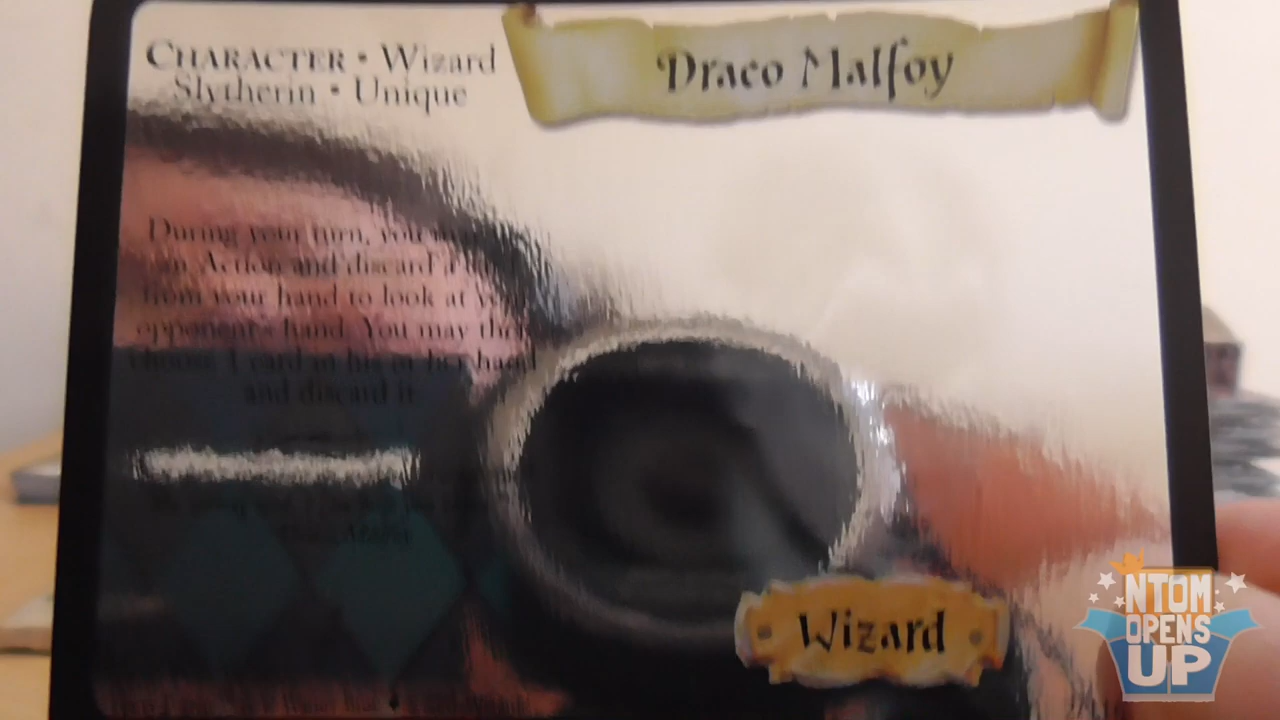 CHARACTER • Wizard
Slytherin • Unique
Draco Malfoy
During your turn, you
an Action and discard a
from your hand to look at
opponent's hand. You may then
choose 1 card in his or her hand
and discard it
Wizard
NTOM
OPENS
UP